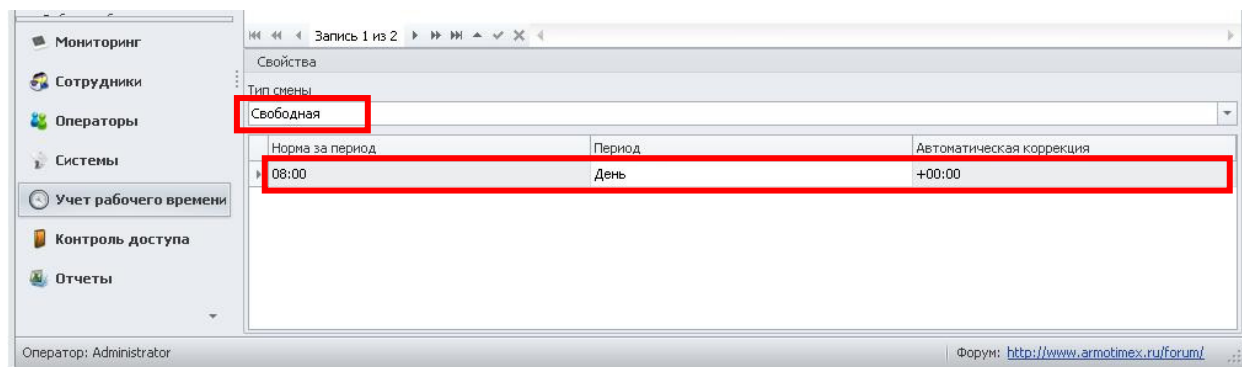 Мониторинг
Сотрудники
Операторы
Системы
Учет рабочего времени
Контроль доступа
Отчеты
Запись 1 из 2
Свойства
Тип смены
Свободная
Норма за период Период Автоматическая коррекция
08:00 День +00:00
Оператор: Administrator Форум: http://www.armotimex.ru/forum/